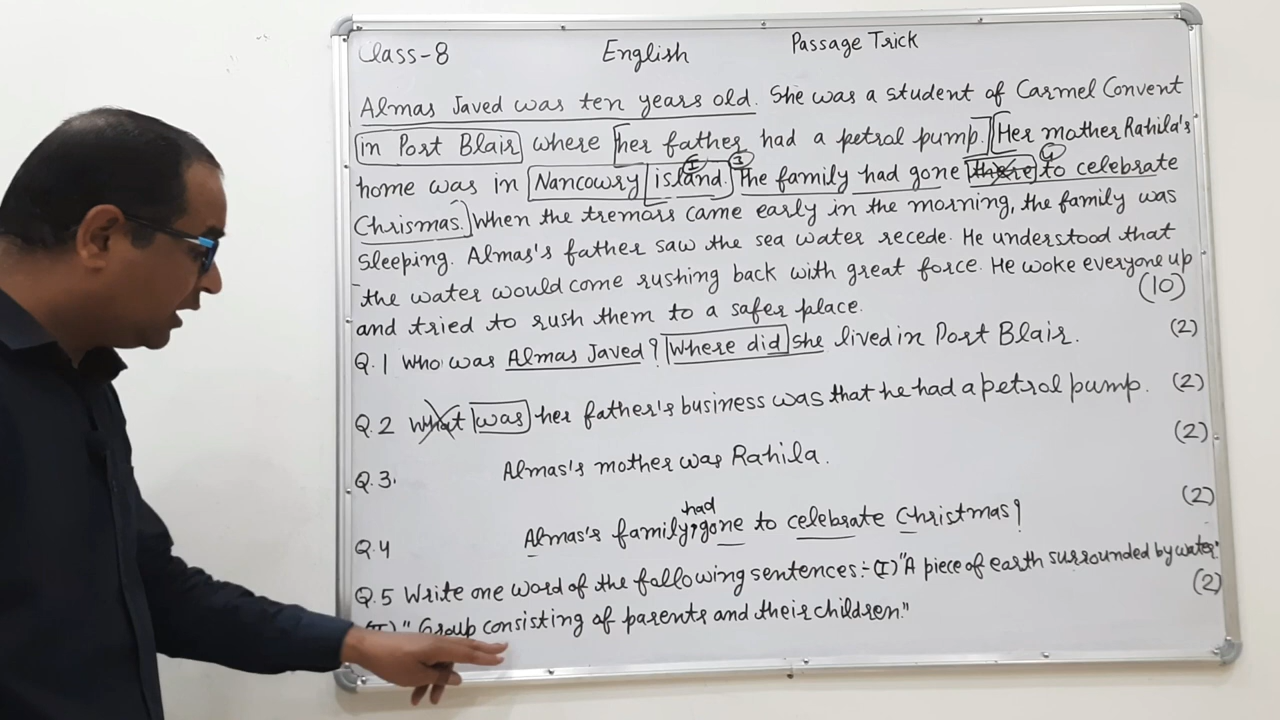 Class-8 English Passage Trick
Almas Javed was ten years old. She was a student of Carmel Convent
in Port Blair where her father had a petrol pump. Her mother Rahila's
home was in Nancowry island. The family had gone there to celebrate
Chrismas. When the tremors came early in the morning, the family was
sleeping. Almas's father saw the sea water recede. He understood that
the water would come rushing back with great force. He woke everyone up
and tried to rush them to a safer place. (10)
Q.1 Who was Almas Javed? Where did she lived in Port Blair. (2)
Q.2 What was her father's business was that he had a petrol pump. (2)
Q.3. Almas's mother was Rahila. (2)
Q.4 Almas's family had gone to celebrate Christmas? (2)
Q.5 Write one word of the following sentences:- (I) "A piece of earth surrounded by water"
(II) "Group consisting of parents and their children" (2)